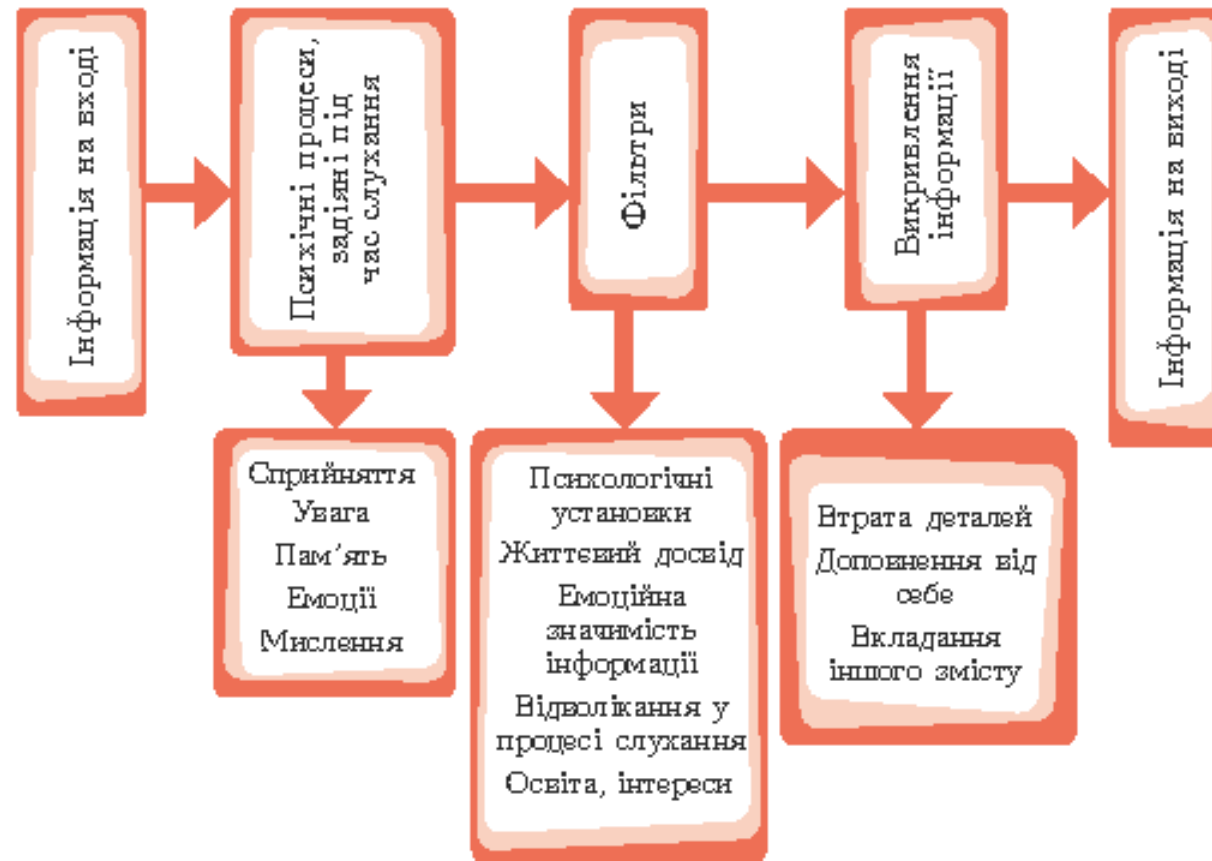 Інформація на вході
Психічні процеси,
задіяні під
час слухання
Фільтри
Викривлення
інформації
Інформація на виході
Сприйняття
Увага
Пам’ять
Емоції
Мислення
Психологічні
установки
Життєвий досвід
Емоційна
значимість
інформації
Відволікання у
процесі слухання
Освіта, інтереси
Втрата деталей
Доповнення від
себе
Вкладання
іншого змісту